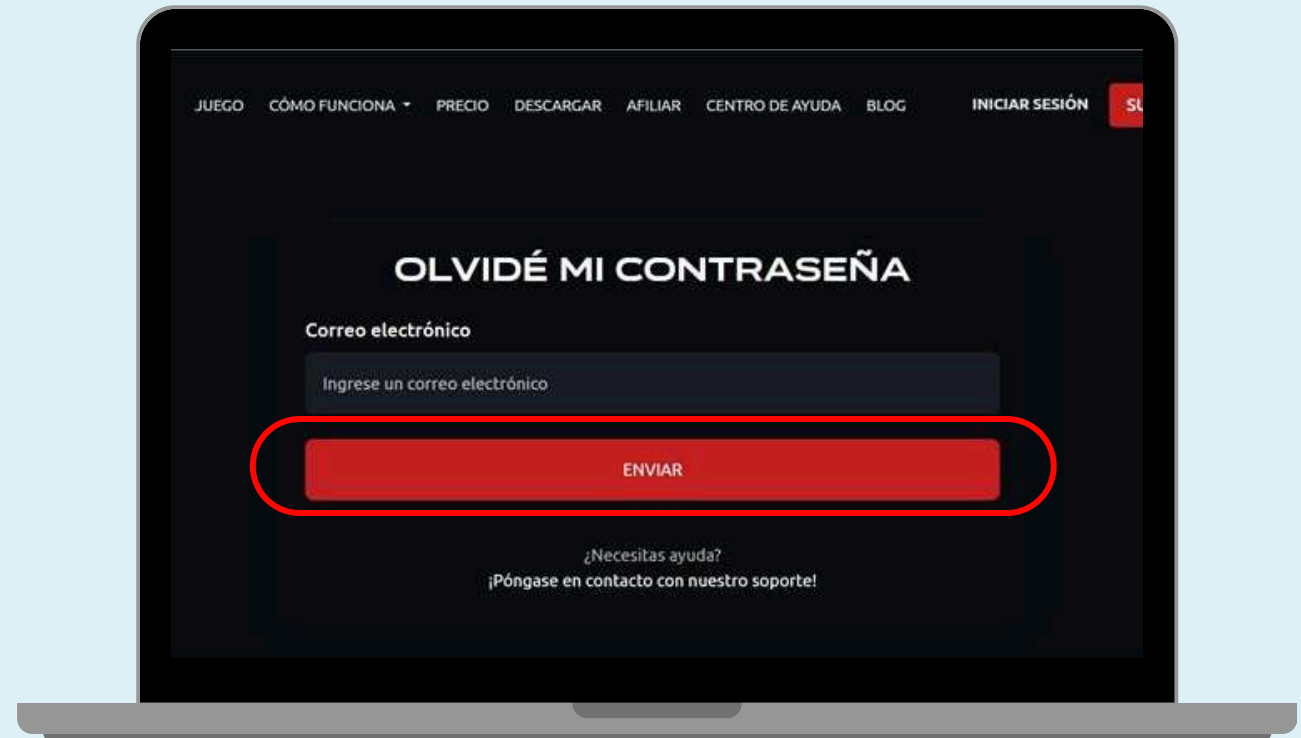 JUEGO CÓMO FUNCIONA PRECIO DESCARGAR AFILIAR CENTRO DE AYUDA BLOG INICIAR SESIÓN
OLVIDÉ MI CONTRASEÑA
Correo electrónico
Ingrese un correo electrónico
ENVIAR
¿Necesitas ayuda?
¡Póngase en contacto con nuestro soporte!